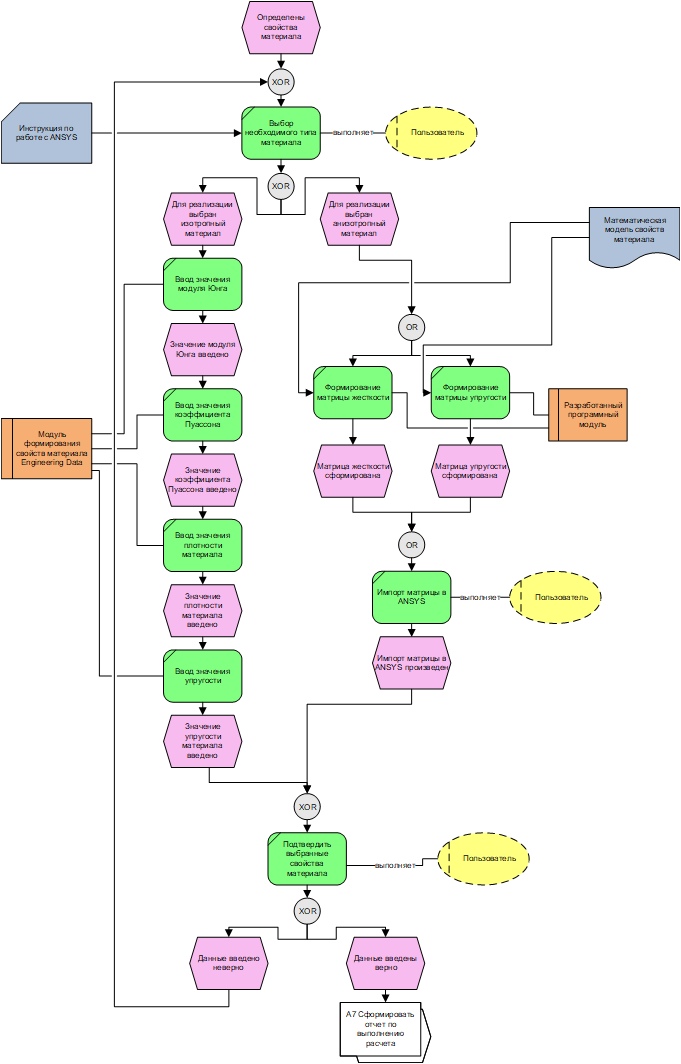 Определены
свойства
материала
XOR
Инструкция по
работе с ANSYS
Выбор
необходимого типа
материала
выполняет
Пользователь
XOR
Для реализации
выбран
изотропный
материал
Для реализации
выбран
анизотропный
материал
Математическая
модель свойств
материала
Ввод значения
модуля Юнга
OR
Значение модуля
Юнга введено
Формирование
матрицы жесткости
Формирование
матрицы упругости
Разработанный
программный
модуль
Ввод значения
коэффициента
Пуассона
Модуль
формирования
свойств материала
Engineering Data
Значение
коэффициента
Пуассона введено
Матрица жесткости
сформирована
Матрица упругости
сформирована
Ввод значения
плотности
материала
OR
Значение
плотности
материала
введено
Импорт матрицы в
ANSYS
выполняет
Пользователь
Ввод значения
упругости
Импорт матрицы в
ANSYS произведен
Значение
упругости
материала
введено
XOR
Подтвердить
выбранные
свойства
материала
выполняет
Пользователь
XOR
Данные введено
неверно
Данные введены
верно
А7 Сформировать
отчет по
выполнению
расчета